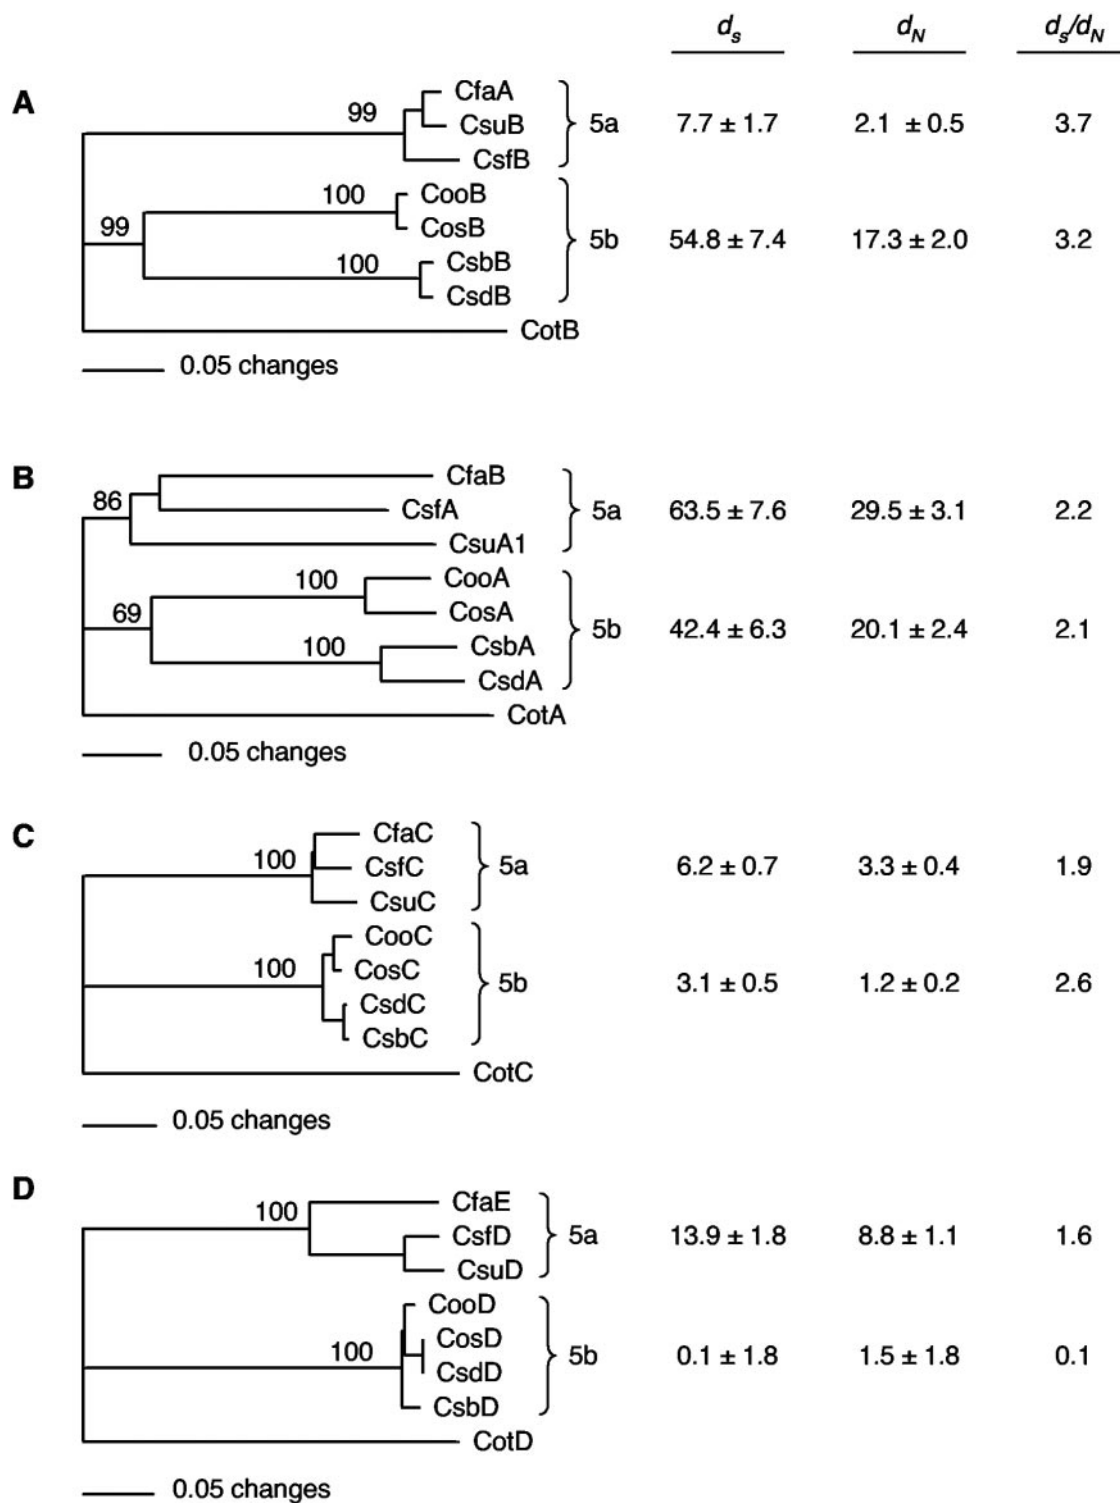 ds dN ds/dN
A
CfaA
99 CsuB 5a 7.7 ± 1.7 2.1 ± 0.5 3.7
CsfB
100 CooB
99 CosB 5b 54.8 ± 7.4 17.3 ± 2.0 3.2
100 CsbB
CsdB
CotB
0.05 changes
B
CfaB
86 CsfA 5a 63.5 ± 7.6 29.5 ± 3.1 2.2
CsuA1
100 CooA
69 CosA 5b 42.4 ± 6.3 20.1 ± 2.4 2.1
100 CsbA
CsdA
CotA
0.05 changes
C
CfaC
100 CsfC 5a 6.2 ± 0.7 3.3 ± 0.4 1.9
CsuC
CooC
100 CosC 5b 3.1 ± 0.5 1.2 ± 0.2 2.6
CsdC
CsbC
CotC
0.05 changes
D
CfaE
100 CsfD 5a 13.9 ± 1.8 8.8 ± 1.1 1.6
CsuD
CooD
CosD
100 CsdD 5b 0.1 ± 1.8 1.5 ± 1.8 0.1
CsbD
CotD
0.05 changes